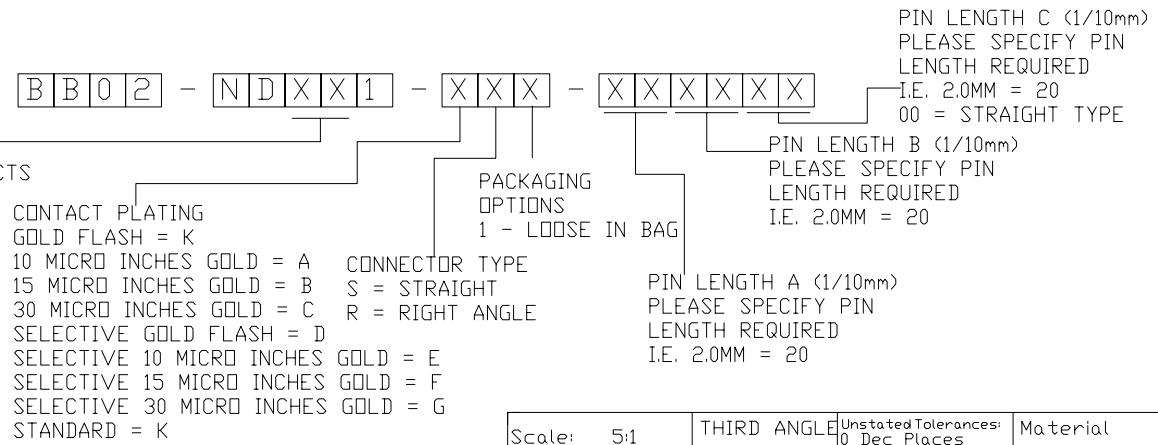 BB02 - NDXX1 - XXX - XXXXXX
PIN LENGTH C (1/10mm)
PLEASE SPECIFY PIN
LENGTH REQUIRED
I.E. 2.0MM = 20
00 = STRAIGHT TYPE
PIN LENGTH B (1/10mm)
PLEASE SPECIFY PIN
LENGTH REQUIRED
I.E. 2.0MM = 20
PIN LENGTH A (1/10mm)
PLEASE SPECIFY PIN
LENGTH REQUIRED
I.E. 2.0MM = 20
PACKAGING
OPTIONS
1 - LOOSE IN BAG
CONNECTOR TYPE
S = STRAIGHT
R = RIGHT ANGLE
CONTACT PLATING
GOLD FLASH = K
10 MICRO INCHES GOLD = A
15 MICRO INCHES GOLD = B
30 MICRO INCHES GOLD = C
SELECTIVE GOLD FLASH = D
SELECTIVE 10 MICRO INCHES GOLD = E
SELECTIVE 15 MICRO INCHES GOLD = F
SELECTIVE 30 MICRO INCHES GOLD = G
STANDARD = K
Scale: 5:1
THIRD ANGLE
Unstated Tolerances:
0 Dec Places
Material